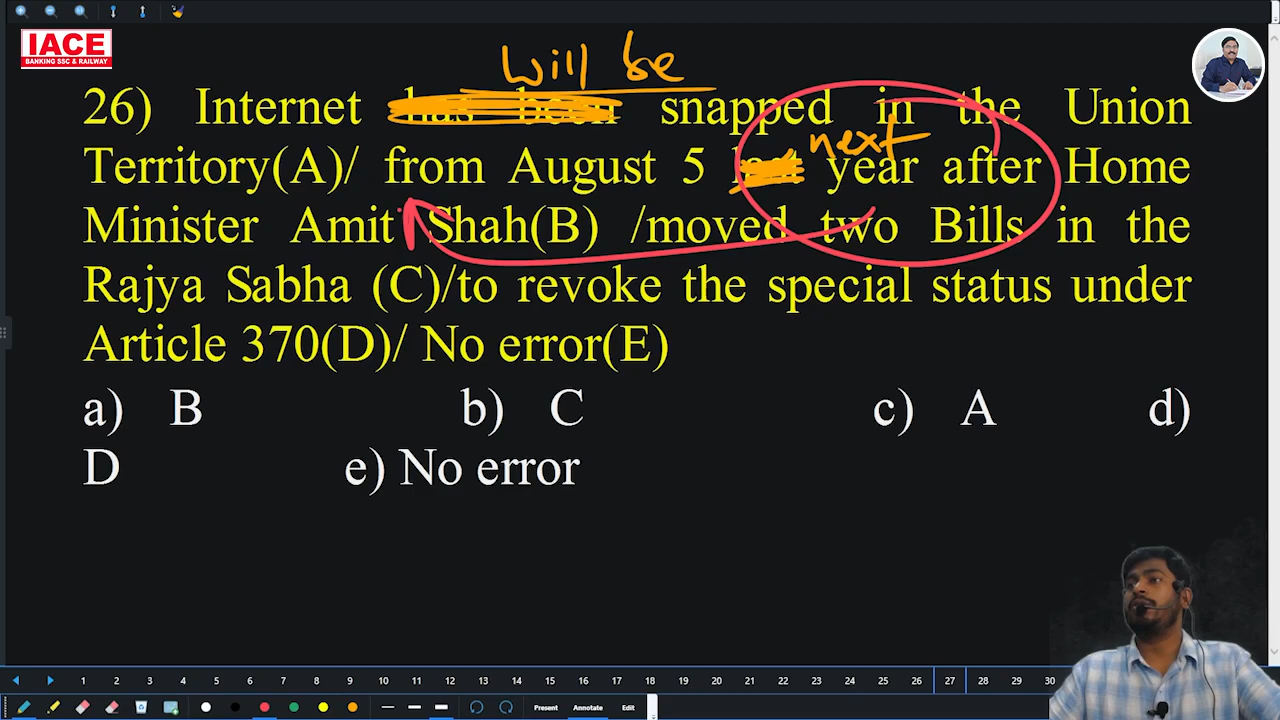 IACE
BANKING SSC & RAILWAY
will be
26) Internet has been snapped in the Union
next
Territory(A)/ from August 5 last year after Home
Minister Amit Shah(B) /moved two Bills in the
Rajya Sabha (C)/to revoke the special status under
Article 370(D)/ No error(E)
a) B b) C c) A d)
D e) No error
1 2 3 4 5 6 7 8 9 10 11 12 13 14 15 16 17 18 19 20 21 22 23 24 25 26 27 28 29 30
Present Annotate Edit